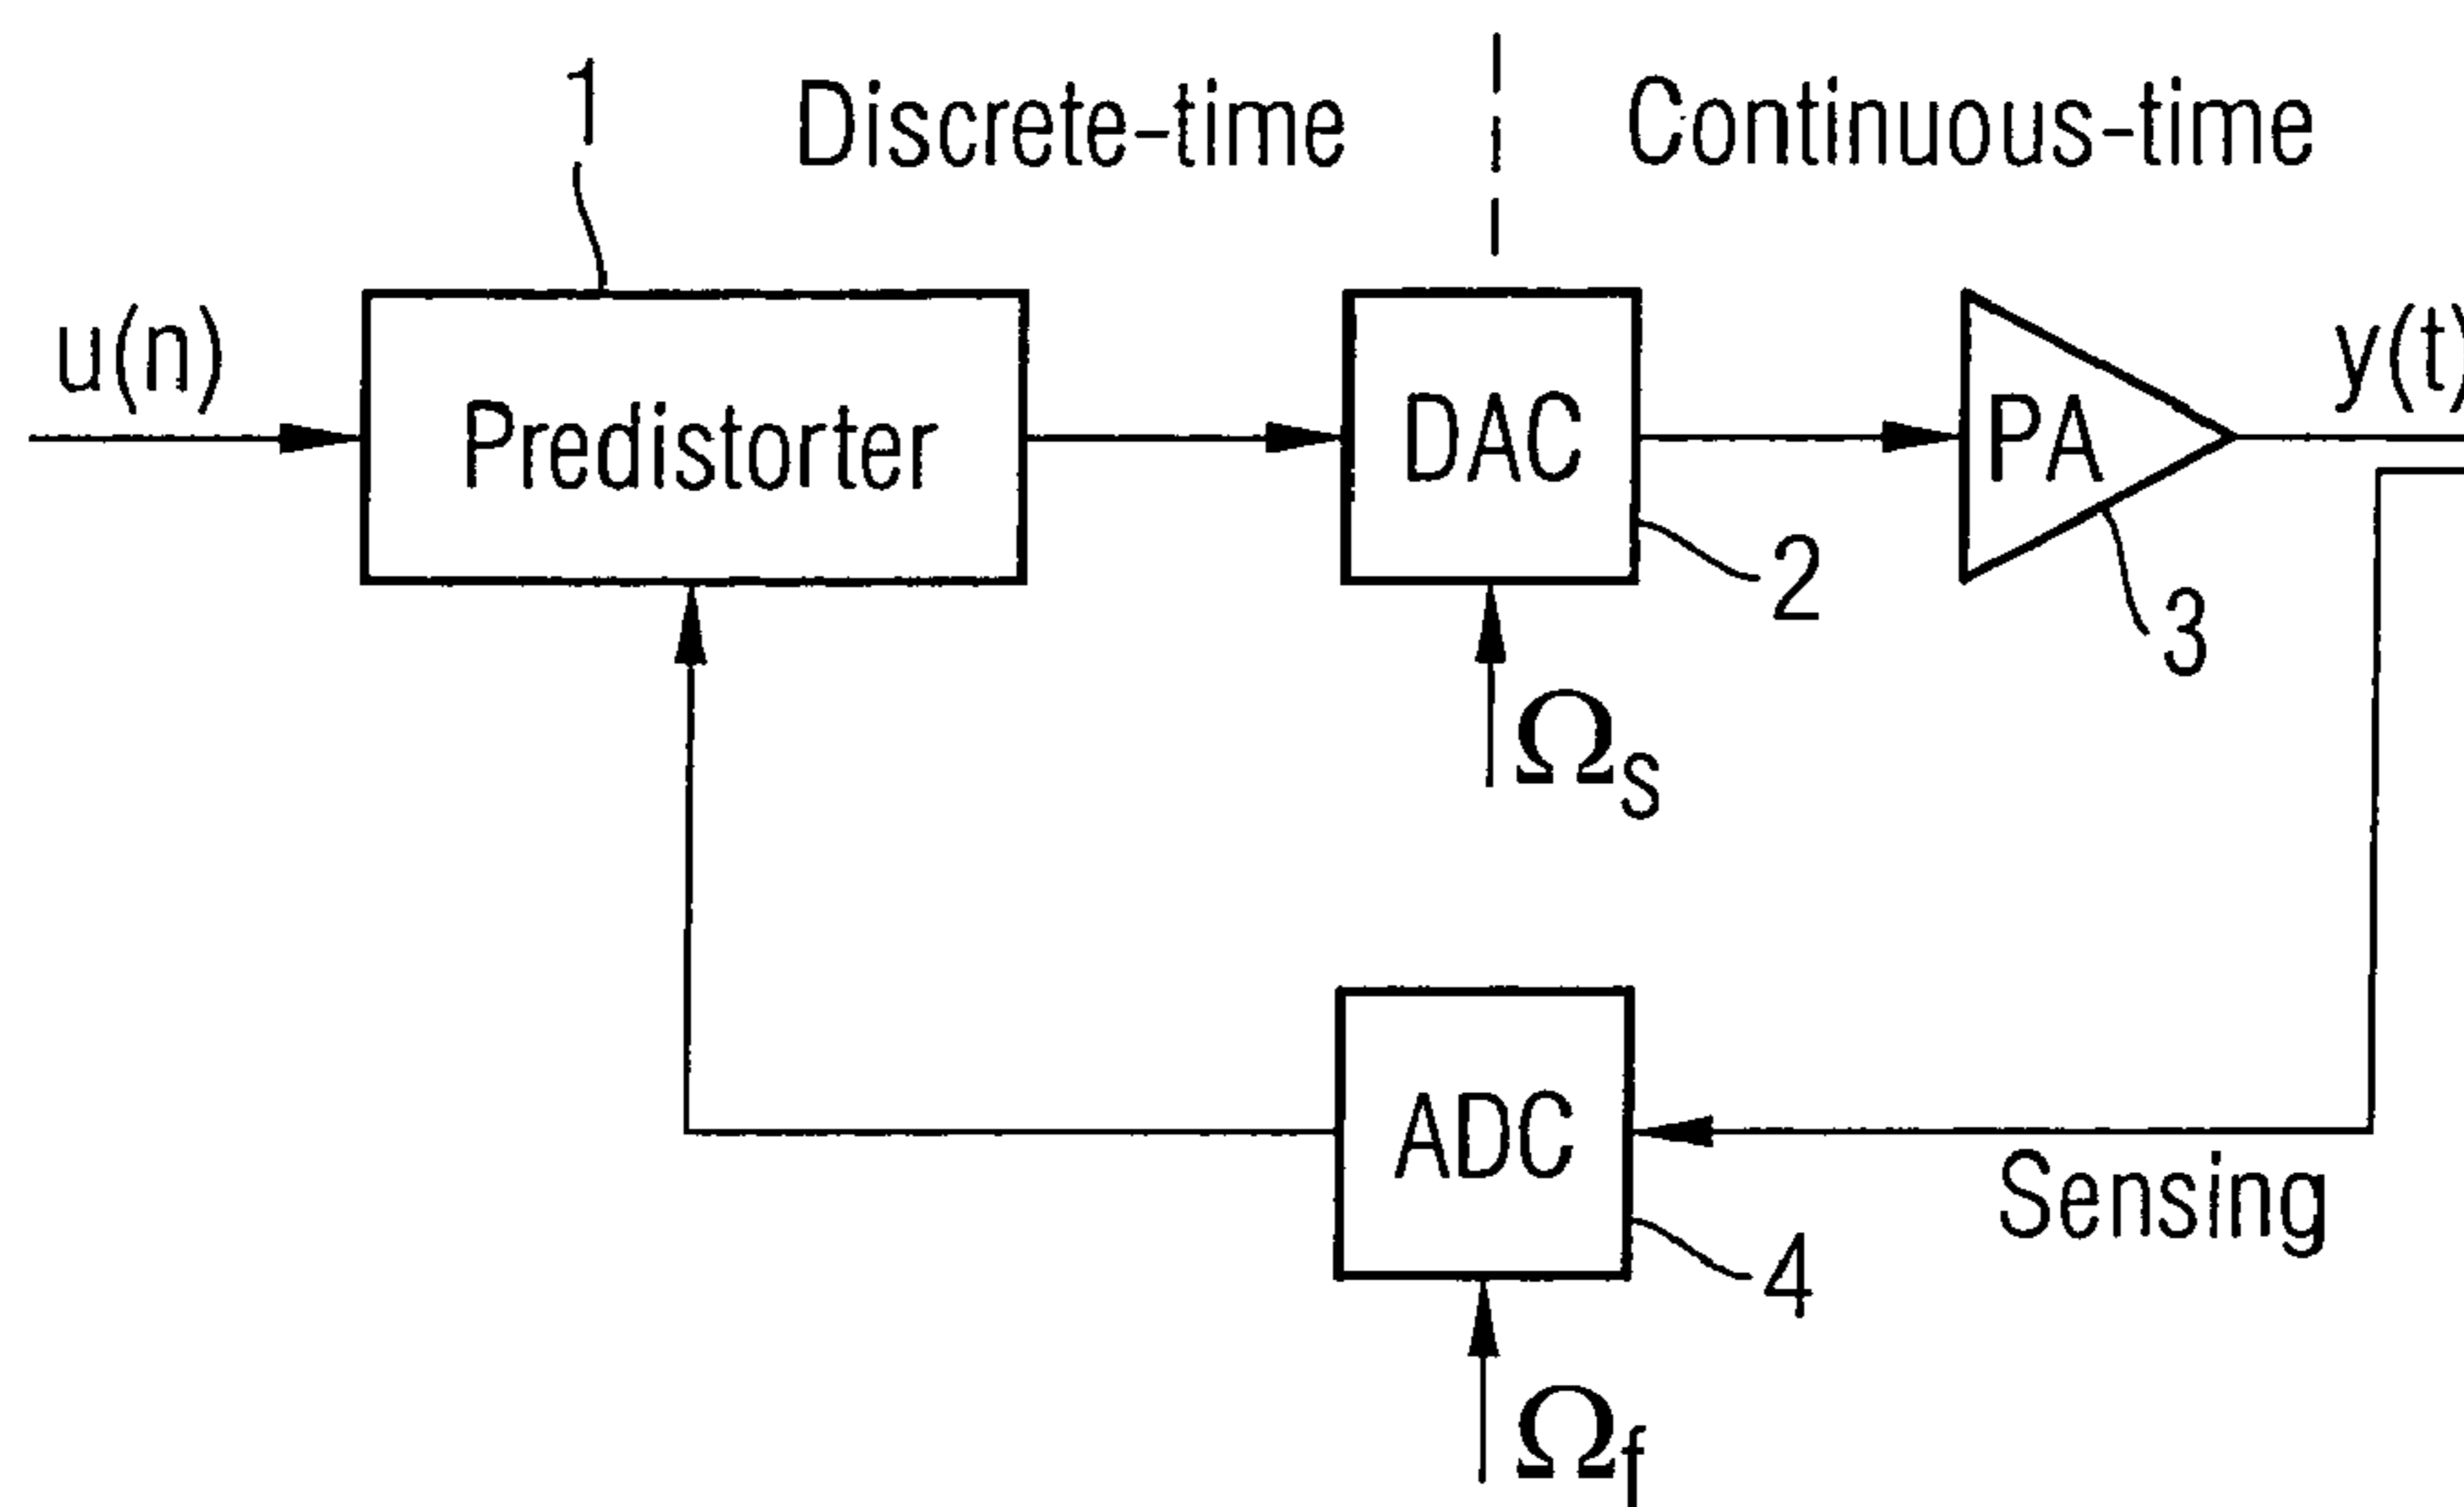 1
Discrete-time
Continuous-time
u(n)
Predistorter
DAC
PA
y(t)
2
3
Ωs
ADC
Sensing
4
Ωf